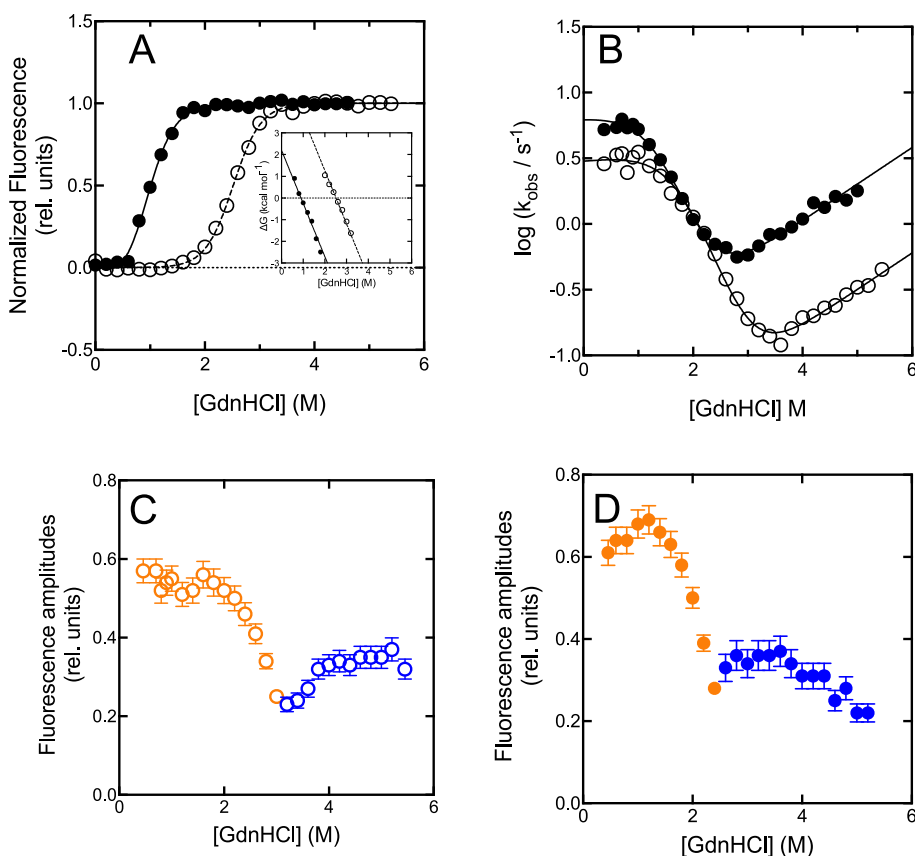 A
Normalized Fluorescence
(rel. units)
1.5
1.0
0.5
0.0
-0.5
0
2
4
6
[GdnHCl] (M)
ΔG (kcal mol⁻¹)
3
2
1
0
-1
-2
-3
0 1 2 3 4 5 6
[GdnHCl] (M)
B
log (kobs / s⁻¹)
1.5
1.0
0.5
0.0
-0.5
-1.0
0
2
4
6
[GdnHCl] M
C
Fluorescence amplitudes
(rel. units)
0.8
0.6
0.4
0.2
0.0
0
2
4
6
[GdnHCl] (M)
D
Fluorescence amplitudes
(rel. units)
0.8
0.6
0.4
0.2
0.0
0
2
4
6
[GdnHCl] (M)